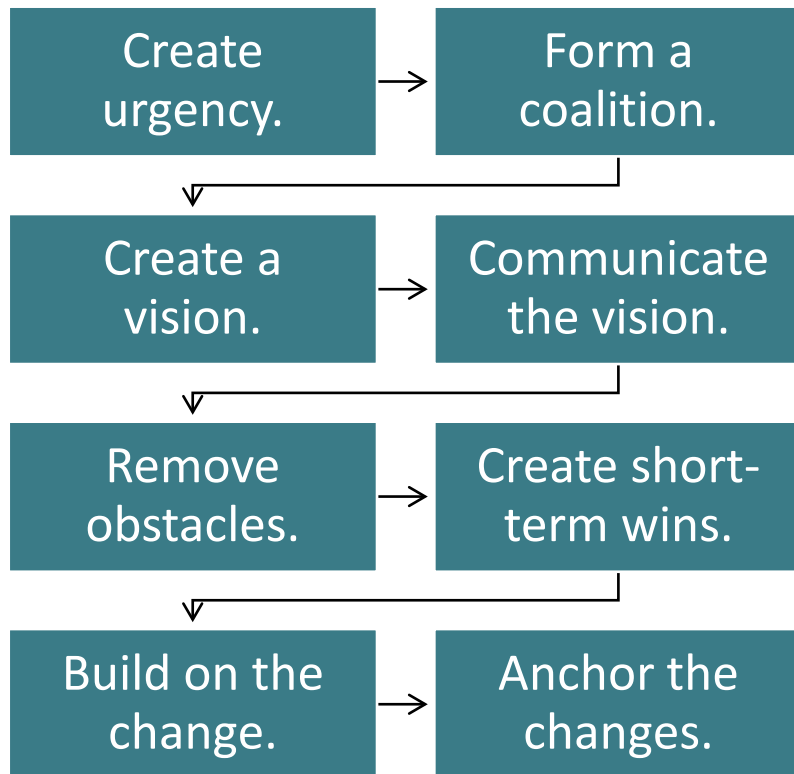 Create
urgency.
Form a
coalition.
Create a
vision.
Communicate
the vision.
Remove
obstacles.
Create short-
term wins.
Build on the
change.
Anchor the
changes.